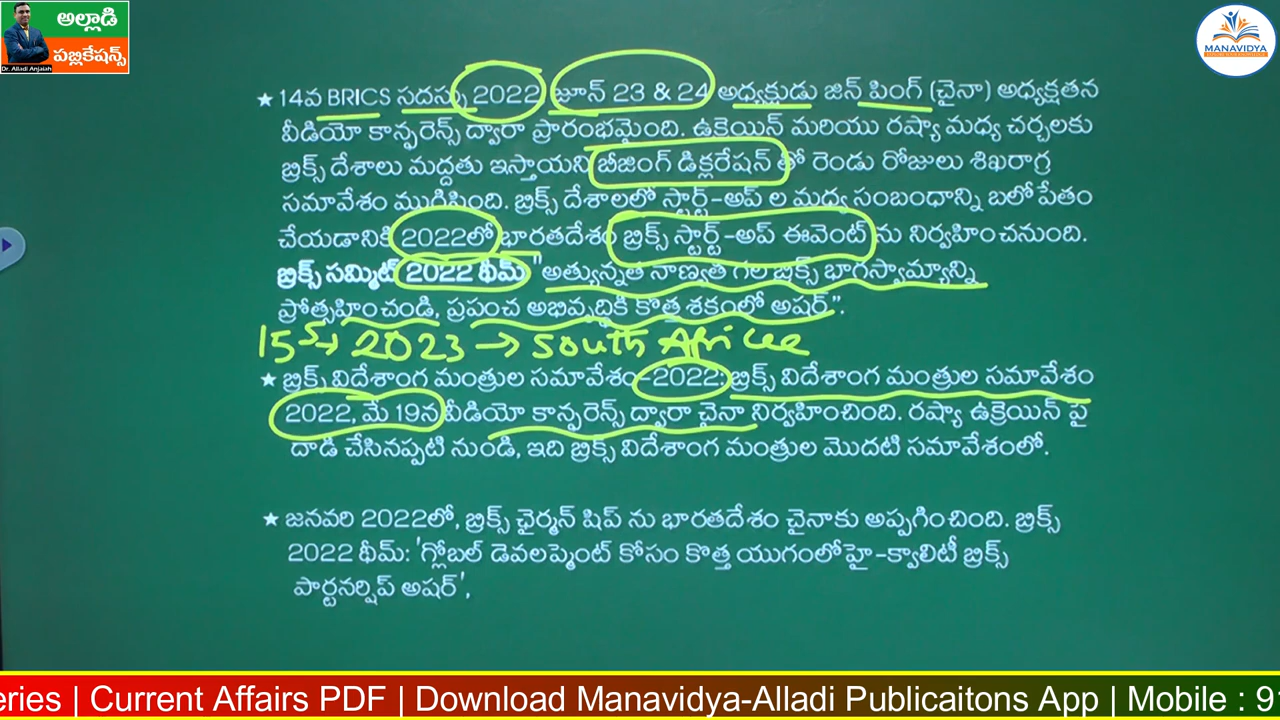 అల్లాడి
పబ్లికేషన్స్
Dr. Alladi Anjaiah
MANAVIDYA
★ 14వ BRICS సదస్సు 2022 జూన్ 23 & 24 అధ్యక్షుడు జిన్ పింగ్ (చైనా) అధ్యక్షతన
వీడియో కాన్ఫరెన్స్ ద్వారా ప్రారంభమైంది. ఉకెయిన్ మరియు రష్యా మధ్య చర్చలకు
బ్రిక్స్ దేశాలు మద్దతు ఇస్తాయని బీజింగ్ డిక్లరేషన్ తో రెండు రోజులు శిఖరాగ్ర
సమావేశం ముగిసింది. బ్రిక్స్ దేశాలలో స్టార్ట్-అప్ ల మధ్య సంబంధాన్ని బలోపేతం
చేయడానికి 2022లో భారతదేశం బ్రిక్స్ స్టార్ట్-అప్ ఈవెంట్ ను నిర్వహించనుంది.
బ్రిక్స్ సమ్మిట్ 2022 థీమ్ "అత్యున్నత నాణ్యత గల బ్రిక్స్ భాగస్వామ్యాన్ని
ప్రోత్సహించండి, ప్రపంచ అభివృద్ధికి కొత్త శకంలో అషర్".
15th 2023 → South Africa
★ బ్రిక్స్ విదేశాంగ మంత్రుల సమావేశం-2022: బ్రిక్స్ విదేశాంగ మంత్రుల సమావేశం
2022, మే 19న వీడియో కాన్ఫరెన్స్ ద్వారా చైనా నిర్వహించింది. రష్యా ఉక్రెయిన్ పై
దాడి చేసినప్పటి నుండి, ఇది బ్రిక్స్ విదేశాంగ మంత్రుల మొదటి సమావేశంలో.
★ జనవరి 2022లో, బ్రిక్స్ ఛైర్మన్ షిప్ ను భారతదేశం చైనాకు అప్పగించింది. బ్రిక్స్
2022 థీమ్: 'గ్లోబల్ డెవలప్మెంట్ కోసం కొత్త యుగంలోహై-క్వాలిటీ బ్రిక్స్
పార్టనర్షిప్ అషర్',
eries | Current Affairs PDF | Download Manavidya-Alladi Publicaitons App | Mobile : 9